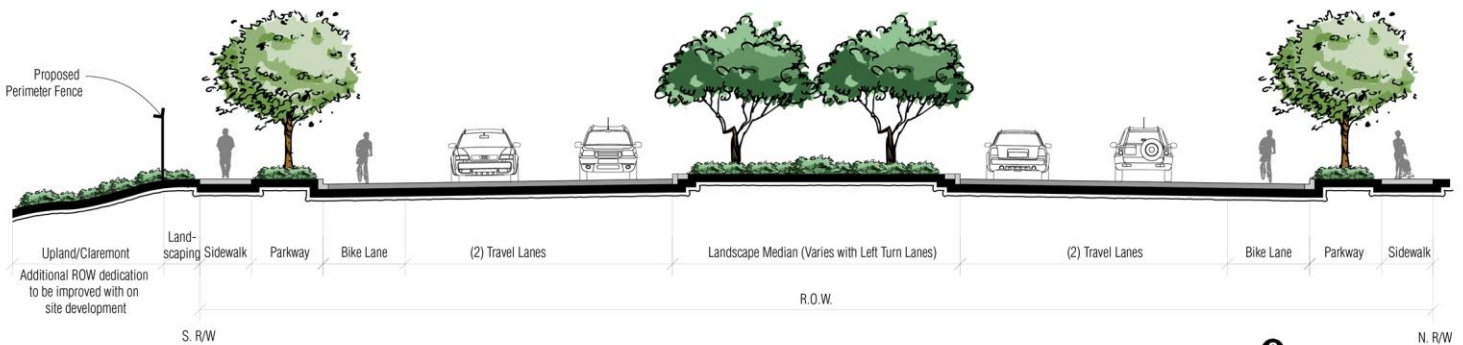 Proposed
Perimeter Fence
Upland/Claremont
Land-
scaping
Sidewalk
Parkway
Bike Lane
(2) Travel Lanes
Landscape Median (Varies with Left Turn Lanes)
(2) Travel Lanes
Bike Lane
Parkway
Sidewalk
Additional ROW dedication
to be improved with on
site development
R.O.W.
S. R/W
N. R/W